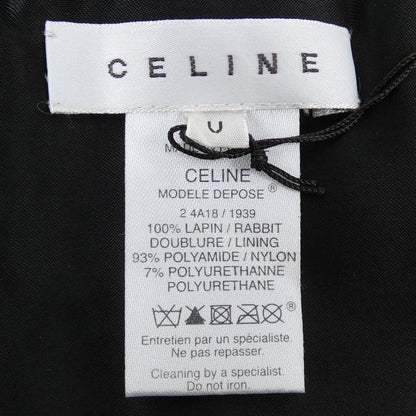 CELINE
U
CELINE
MODELE DEPOSE®
2 4A18 / 1939
100% LAPIN / RABBIT
DOUBLURE / LINING
93% POLYAMIDE / NYLON
7% POLYURETHANNE
POLYURETHANE
®
Entretien par un spécialiste.
Ne pas repasser.
Cleaning by a specialist.
Do not iron.